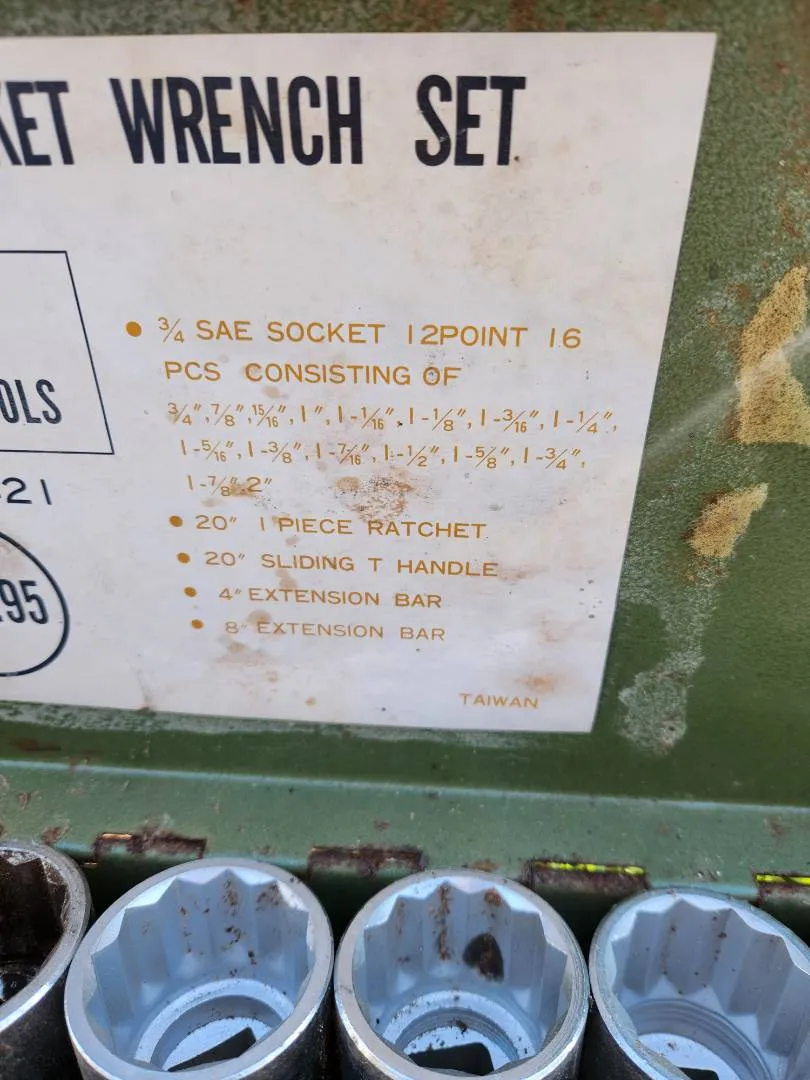 KET WRENCH SET
OLS
21
.95
• 3/4 SAE SOCKET 12POINT 16
PCS CONSISTING OF
3/4", 7/8", 15/16", 1", 1-1/16", 1-1/8", 1-3/16", 1-1/4",
1-5/16", 1-3/8", 1-7/16", 1-1/2", 1-5/8", 1-3/4",
1-7/8" 2"
• 20" 1 PIECE RATCHET
• 20" SLIDING T HANDLE
• 4" EXTENSION BAR
• 8" EXTENSION BAR
TAIWAN